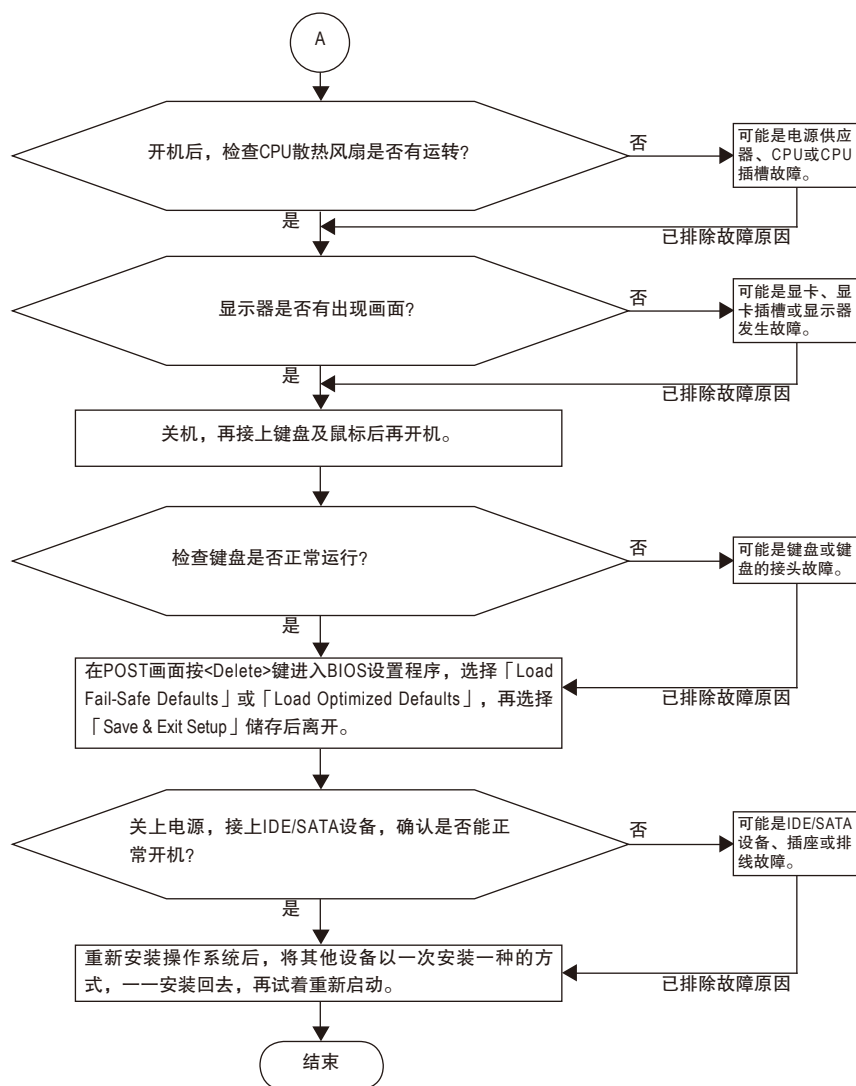 A
开机后，检查CPU散热风扇是否有运转?
否
可能是电源供应
器、CPU或CPU
插槽故障。
是
已排除故障原因
显示器是否有出现画面?
否
可能是显卡、显
卡插槽或显示器
发生故障。
是
已排除故障原因
关机，再接上键盘及鼠标后再开机。
检查键盘是否正常运行?
否
可能是键盘或键
盘的接头故障。
是
在POST画面按<Delete>键进入BIOS设置程序，选择「Load
Fail-Safe Defaults」或「Load Optimized Defaults」，再选择
「Save & Exit Setup」储存后离开。
已排除故障原因
关上电源，接上IDE/SATA设备，确认是否能正
常开机?
否
可能是IDE/SATA
设备、插座或排
线故障。
是
重新安装操作系统后，将其他设备以一次安装一种的方
式，一一安装回去，再试着重新启动。
已排除故障原因
结束